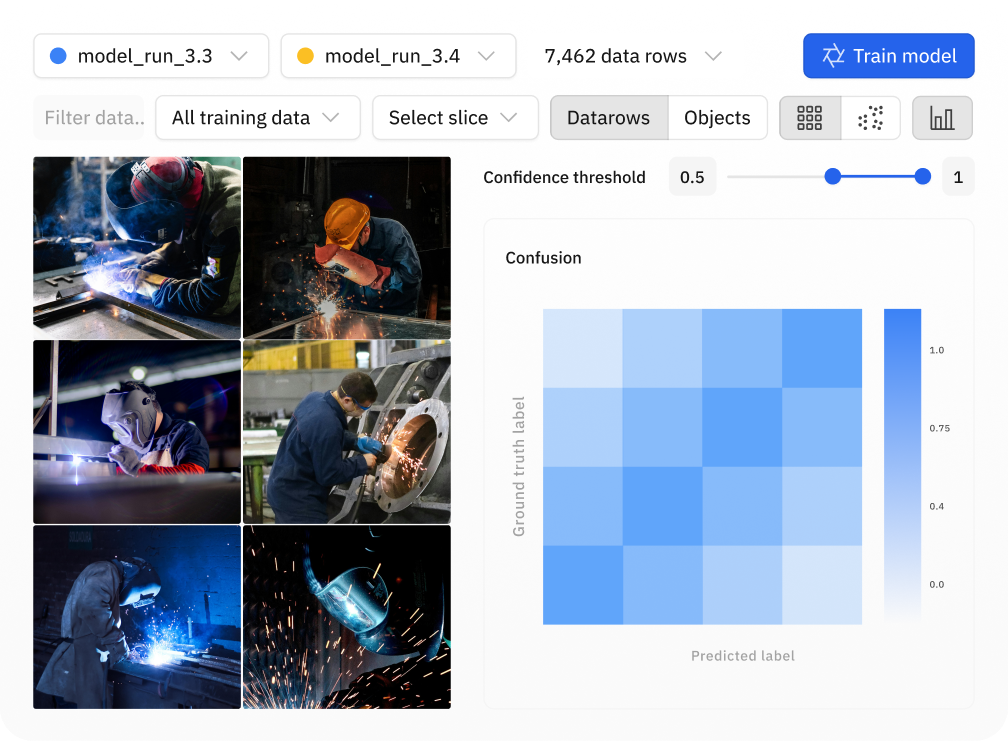 model_run_3.3
model_run_3.4
7,462 data rows
Train model
Filter data..
All training data
Select slice
Datarows
Objects
Confidence threshold
0.5
1
Confusion
Ground truth label
1.0
0.75
0.4
0.0
Predicted label